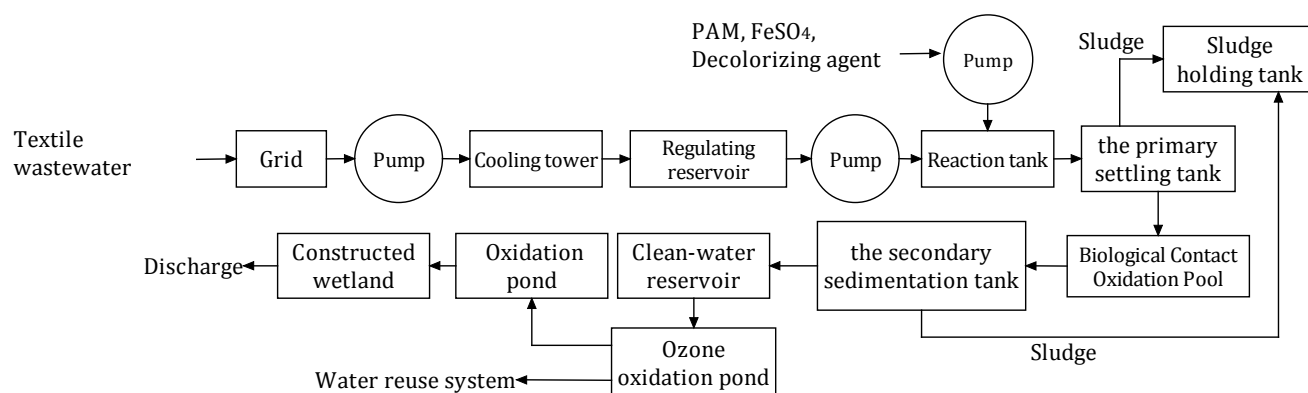 PAM, FeSO4,
Decolorizing agent
Pump
Sludge
Sludge
holding tank
Textile
wastewater
Grid
Pump
Cooling tower
Regulating
reservoir
Pump
Reaction tank
the primary
settling tank
Discharge
Constructed
wetland
Oxidation
pond
Clean-water
reservoir
the secondary
sedimentation tank
Biological Contact
Oxidation Pool
Sludge
Ozone
oxidation pond
Water reuse system